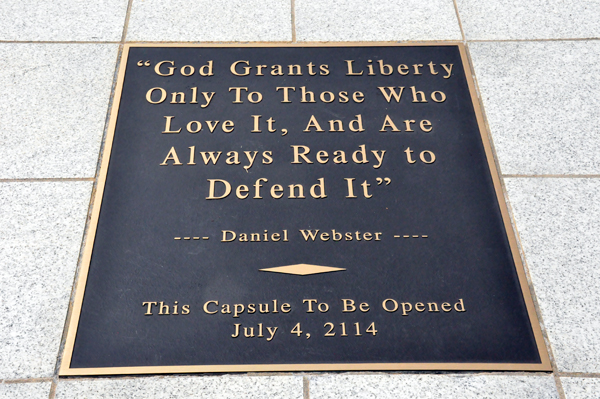 “God Grants Liberty
Only To Those Who
Love It, And Are
Always Ready to
Defend It”
---- Daniel Webster ----
This Capsule To Be Opened
July 4, 2114